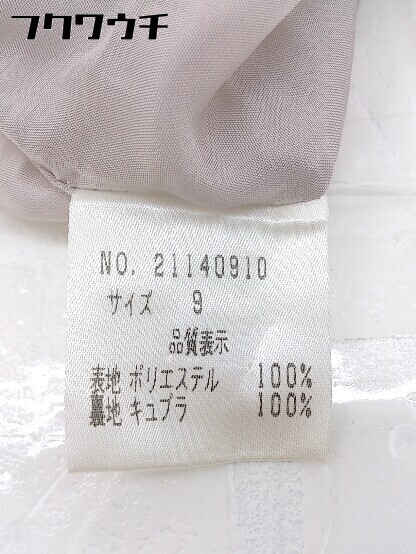 フクワウチ
NO. 21140910
サイズ 9
品質表示
表地 ポリエステル 100%
裏地 キュプラ 100%